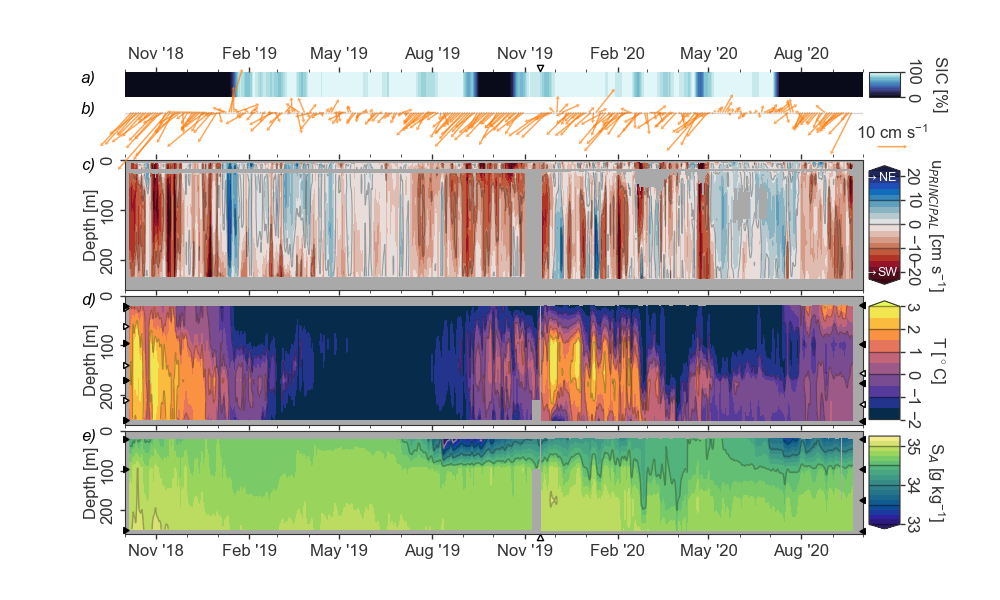 Nov '18 Feb '19 May '19 Aug '19 Nov '19 Feb '20 May '20 Aug '20
a)
0 100
SIC [%]
b)
10 cm s⁻¹
c)
0
100
200
Depth [m]
→NE
20
10
0
−10
−20
→SW
uPRINCIPAL [cm s⁻¹]
d)
0
100
200
Depth [m]
3
2
1
0
−1
−2
T [°C]
e)
0
100
200
Depth [m]
35
34
33
S_A [g kg⁻¹]
Nov '18 Feb '19 May '19 Aug '19 Nov '19 Feb '20 May '20 Aug '20